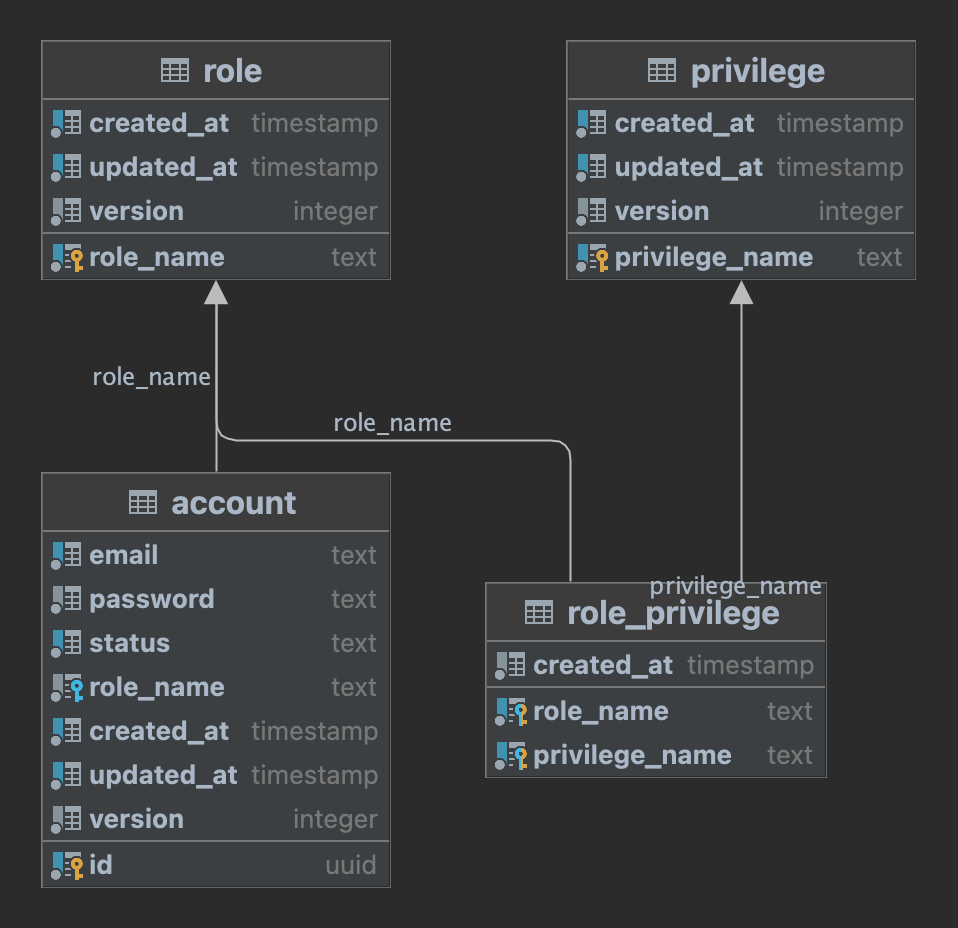 role
created_at timestamp
updated_at timestamp
version integer
role_name text
privilege
created_at timestamp
updated_at timestamp
version integer
privilege_name text
role_name
role_name
account
email text
password text
status text
role_name text
created_at timestamp
updated_at timestamp
version integer
id uuid
privilege_name
role_privilege
created_at timestamp
role_name text
privilege_name text